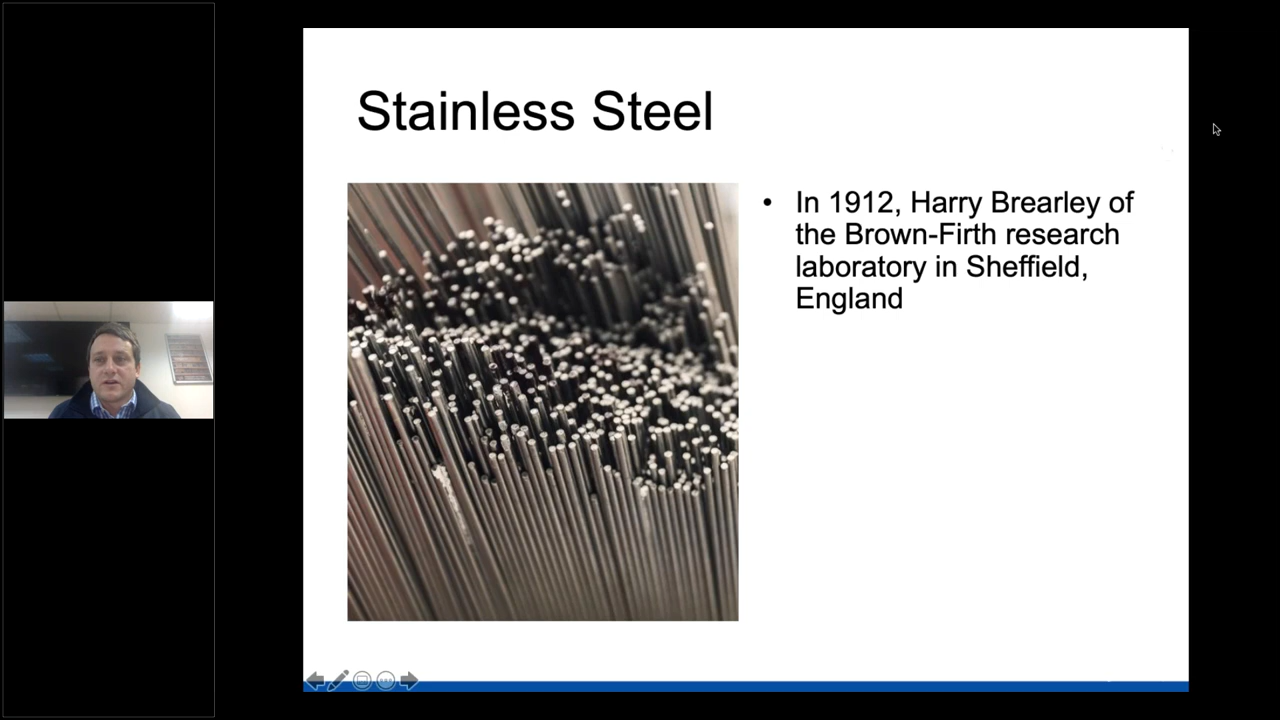 Stainless Steel
• In 1912, Harry Brearley of
the Brown-Firth research
laboratory in Sheffield,
England